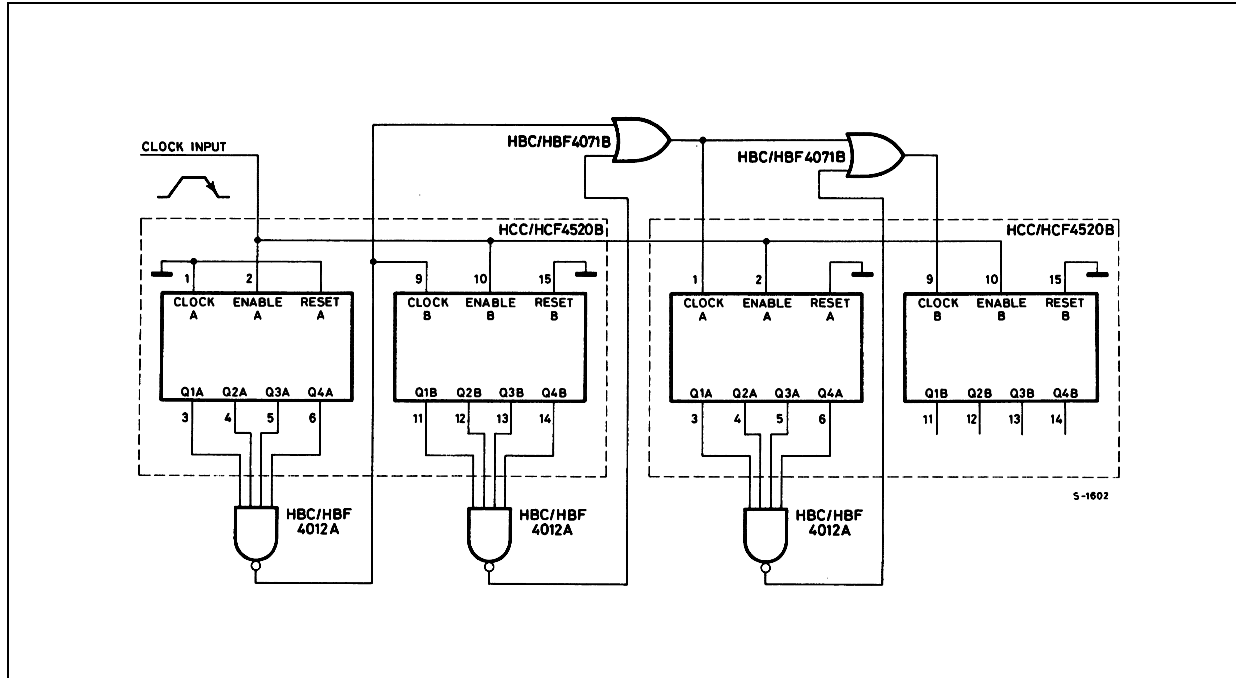 CLOCK INPUT
HBC/HBF4071B
HBC/HBF4071B
HCC/HCF4520B
HCC/HCF4520B
1 2 9 10 15 1 2 9 10 15
CLOCK A ENABLE A RESET A
CLOCK B ENABLE B RESET B
CLOCK A ENABLE A RESET A
CLOCK B ENABLE B RESET B
Q1A Q2A Q3A Q4A
Q1B Q2B Q3B Q4B
Q1A Q2A Q3A Q4A
Q1B Q2B Q3B Q4B
3 4 5 6
11 12 13 14
3 4 5 6
11 12 13 14
S-1602
HBC/HBF
4012A
HBC/HBF
4012A
HBC/HBF
4012A